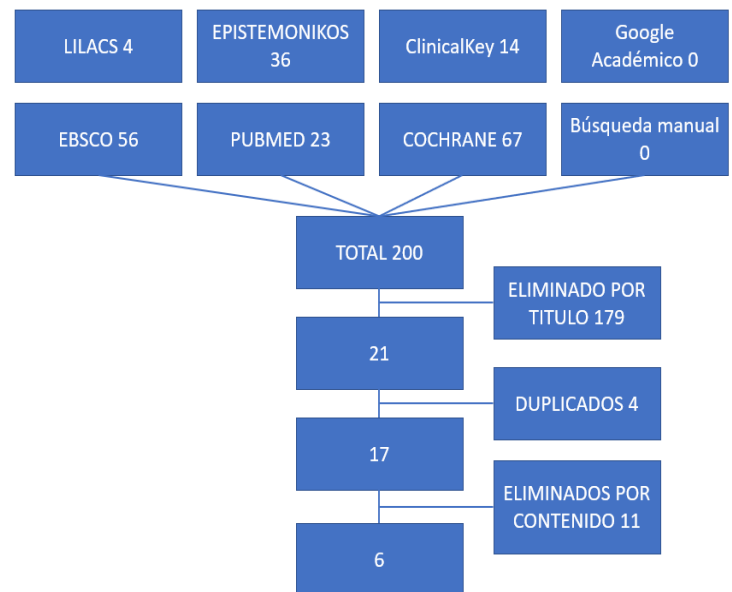 LILACS 4
EPISTEMONIKOS
36
ClinicalKey 14
Google
Académico 0
EBSCO 56
PUBMED 23
COCHRANE 67
Búsqueda manual
0
TOTAL 200
ELIMINADO POR
TITULO 179
21
DUPLICADOS 4
17
ELIMINADOS POR
CONTENIDO 11
6